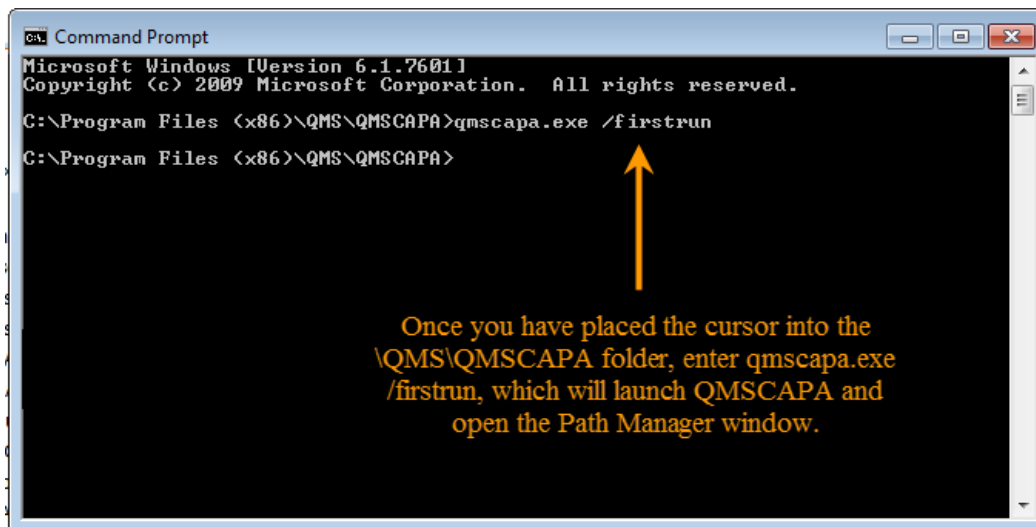 Command Prompt
Microsoft Windows [Version 6.1.7601]
Copyright (c) 2009 Microsoft Corporation.  All rights reserved.
C:\Program Files (x86)\QMS\QMSCAPA>qmscapa.exe /firstrun
C:\Program Files (x86)\QMS\QMSCAPA>
Once you have placed the cursor into the
\QMS\QMSCAPA folder, enter qmscapa.exe
/firstrun, which will launch QMSCAPA and
open the Path Manager window.